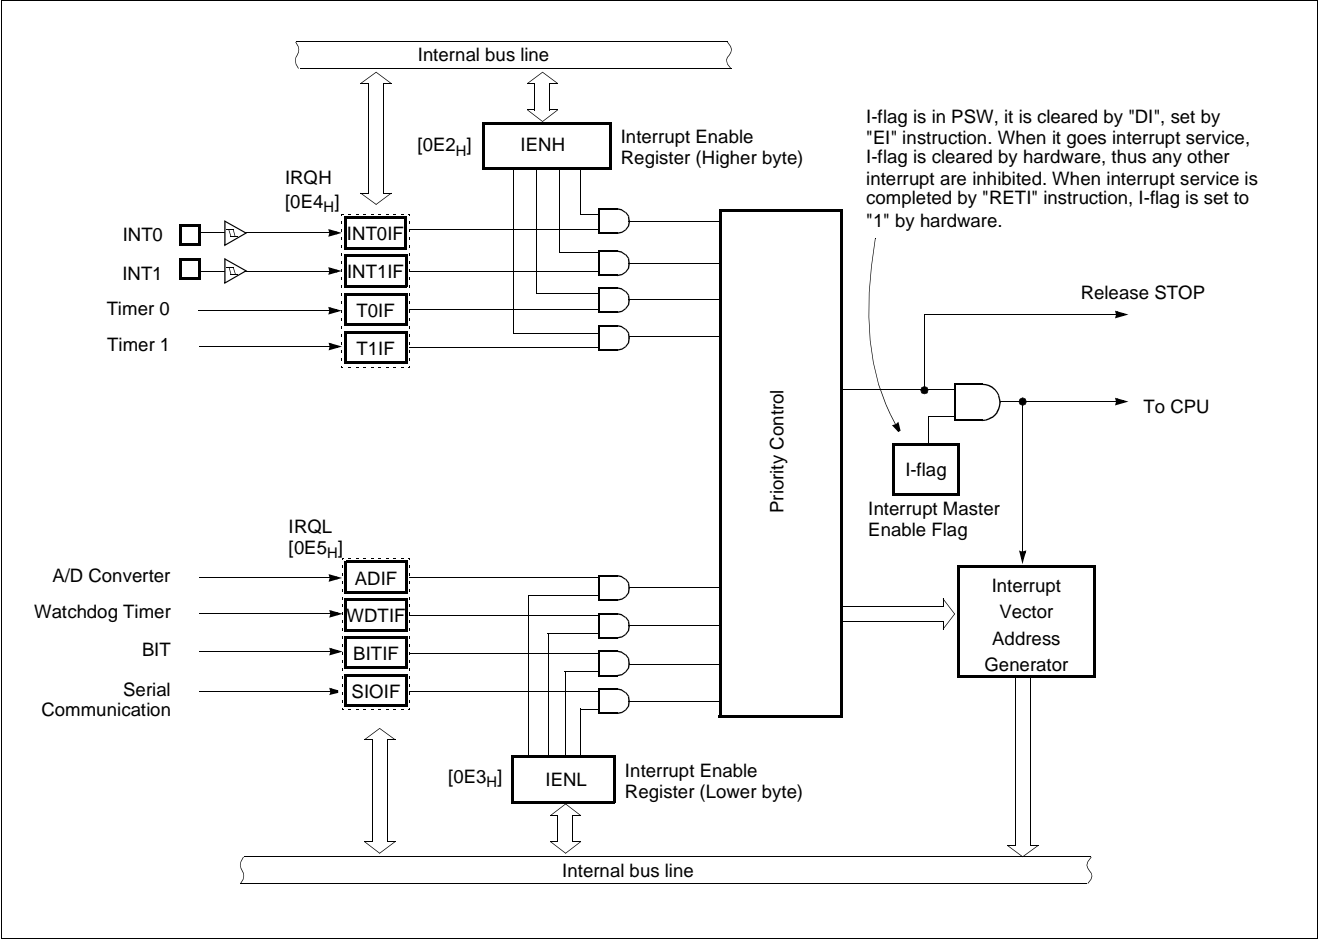 Internal bus line
[0E2H]
IENH
Interrupt Enable
Register (Higher byte)
I-flag is in PSW, it is cleared by "DI", set by
"EI" instruction. When it goes interrupt service,
I-flag is cleared by hardware, thus any other
interrupt are inhibited. When interrupt service is
completed by "RETI" instruction, I-flag is set to
"1" by hardware.
IRQH
[0E4H]
INT0
INT0IF
INT1
INT1IF
Timer 0
T0IF
Timer 1
T1IF
Release STOP
To CPU
Priority Control
I-flag
Interrupt Master
Enable Flag
IRQL
[0E5H]
A/D Converter
ADIF
Watchdog Timer
WDTIF
BIT
BITIF
Serial
Communication
SIOIF
Interrupt
Vector
Address
Generator
[0E3H]
IENL
Interrupt Enable
Register (Lower byte)
Internal bus line